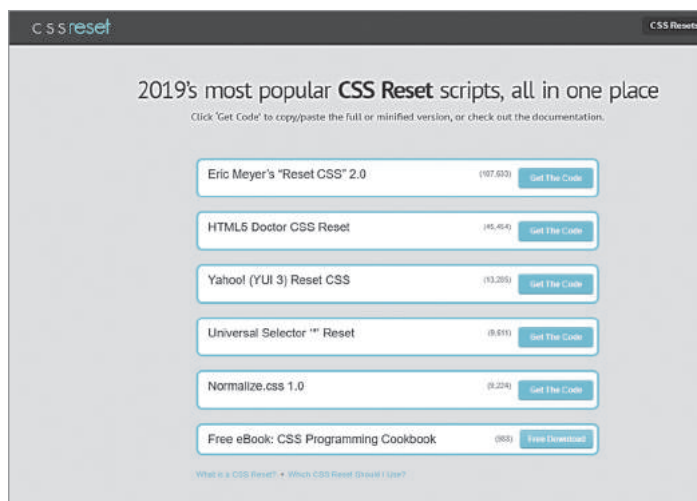 cssreset
CSS Resets
2019's most popular CSS Reset scripts, all in one place
Click 'Get Code' to copy/paste the full or minified version, or check out the documentation.
Eric Meyer's "Reset CSS" 2.0 Get The Code
HTML5 Doctor CSS Reset Get The Code
Yahoo! (YUI 3) Reset CSS Get The Code
Universal Selector "*" Reset Get The Code
Normalize.css 1.0 (9,224) Get The Code
Free eBook: CSS Programming Cookbook Free Download
What is a CSS Reset? • Which CSS Reset Should I Use?